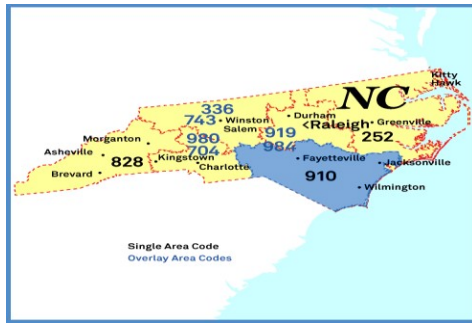 Kitty
Hawk
NC
336
743
Winston
Salem
Durham
<Raleigh
Greenville
919
984
252
980
704
Morganton
Asheville
828
Kingstown
Charlotte
Brevard
Fayetteville
910
Jacksonville
Wilmington
Single Area Code
Overlay Area Codes